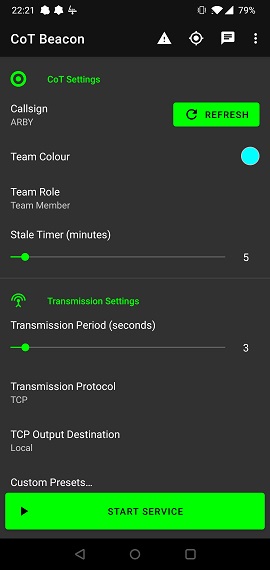 22:21
79%
CoT Beacon
CoT Settings
Callsign
ARBY
REFRESH
Team Colour
Team Role
Team Member
Stale Timer (minutes)
5
Transmission Settings
Transmission Period (seconds)
3
Transmission Protocol
TCP
TCP Output Destination
Local
Custom Presets...
START SERVICE